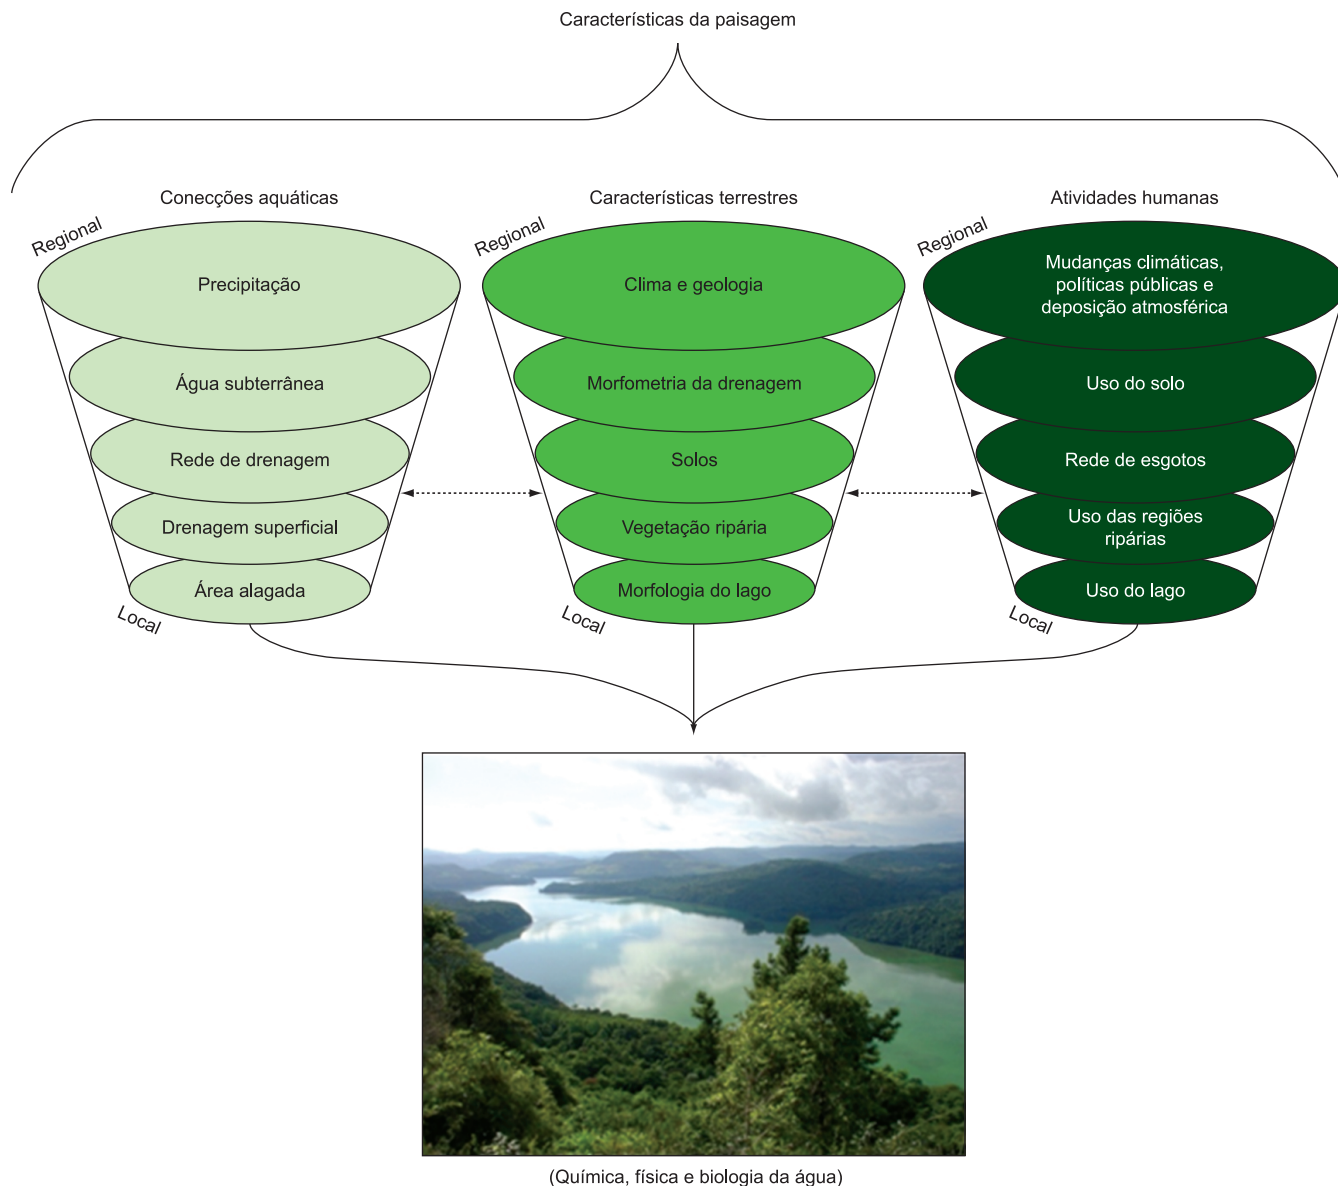 Características da paisagem
Conecções aquáticas
Regional
Precipitação
Água subterrânea
Rede de drenagem
Drenagem superficial
Área alagada
Local
Características terrestres
Regional
Clima e geologia
Morfometria da drenagem
Solos
Vegetação ripária
Morfologia do lago
Local
Atividades humanas
Regional
Mudanças climáticas,
políticas públicas e
deposição atmosférica
Uso do solo
Rede de esgotos
Uso das regiões
ripárias
Uso do lago
Local
(Química, física e biologia da água)